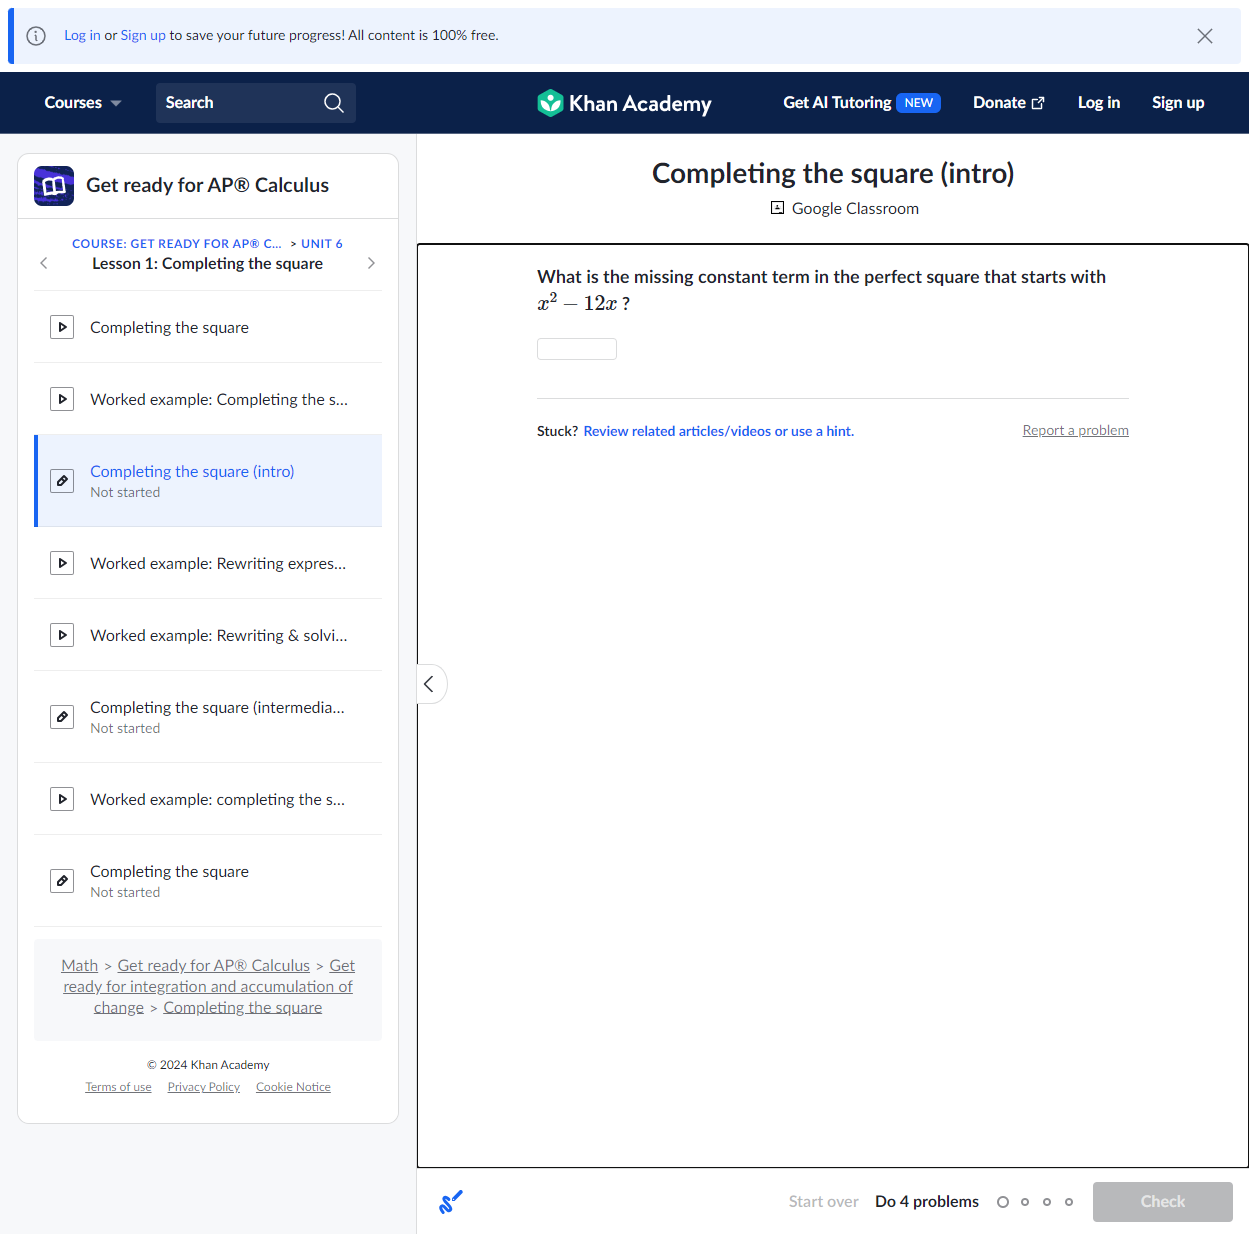 Log in or Sign up to save your future progress! All content is 100% free.
Courses
Search
Khan Academy
Get AI Tutoring NEW
Donate
Log in
Sign up
Get ready for AP® Calculus
COURSE: GET READY FOR AP® C... > UNIT 6
Lesson 1: Completing the square
Completing the square
Worked example: Completing the s...
Completing the square (intro)
Not started
Worked example: Rewriting expres...
Worked example: Rewriting & solvi...
Completing the square (intermedia...
Not started
Worked example: completing the s...
Completing the square
Not started
Math > Get ready for AP® Calculus > Get
ready for integration and accumulation of
change > Completing the square
© 2024 Khan Academy
Terms of use Privacy Policy Cookie Notice
Completing the square (intro)
Google Classroom
What is the missing constant term in the perfect square that starts with
x² − 12x ?
Stuck? Review related articles/videos or use a hint.
Report a problem
Start over
Do 4 problems
Check